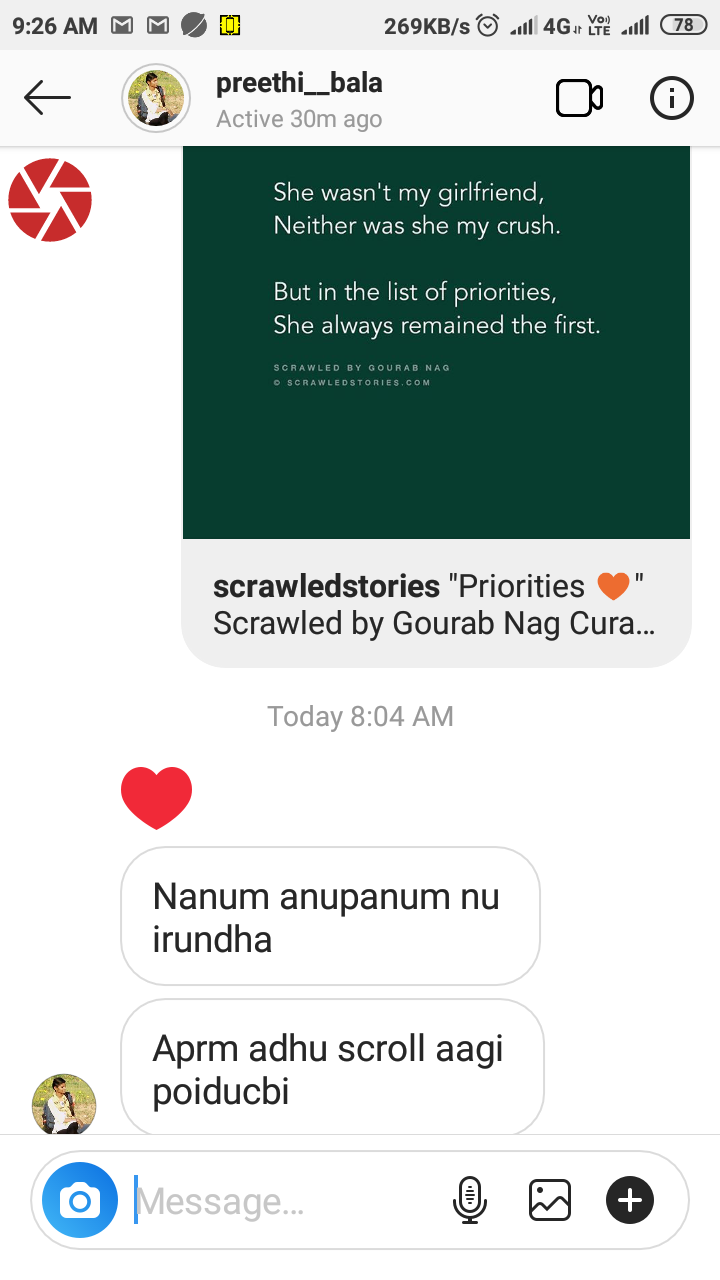 9:26 AM 269KB/s 4G Vo) LTE 78
preethi__bala
Active 30m ago
She wasn't my girlfriend,
Neither was she my crush.
But in the list of priorities,
She always remained the first.
SCRAWLED BY GOURAB NAG
© SCRAWLEDSTORIES.COM
scrawledstories "Priorities 🧡"
Scrawled by Gourab Nag Cura...
Today 8:04 AM
Nanum anupanum nu
irundha
Aprm adhu scroll aagi
poiducbi
Message...